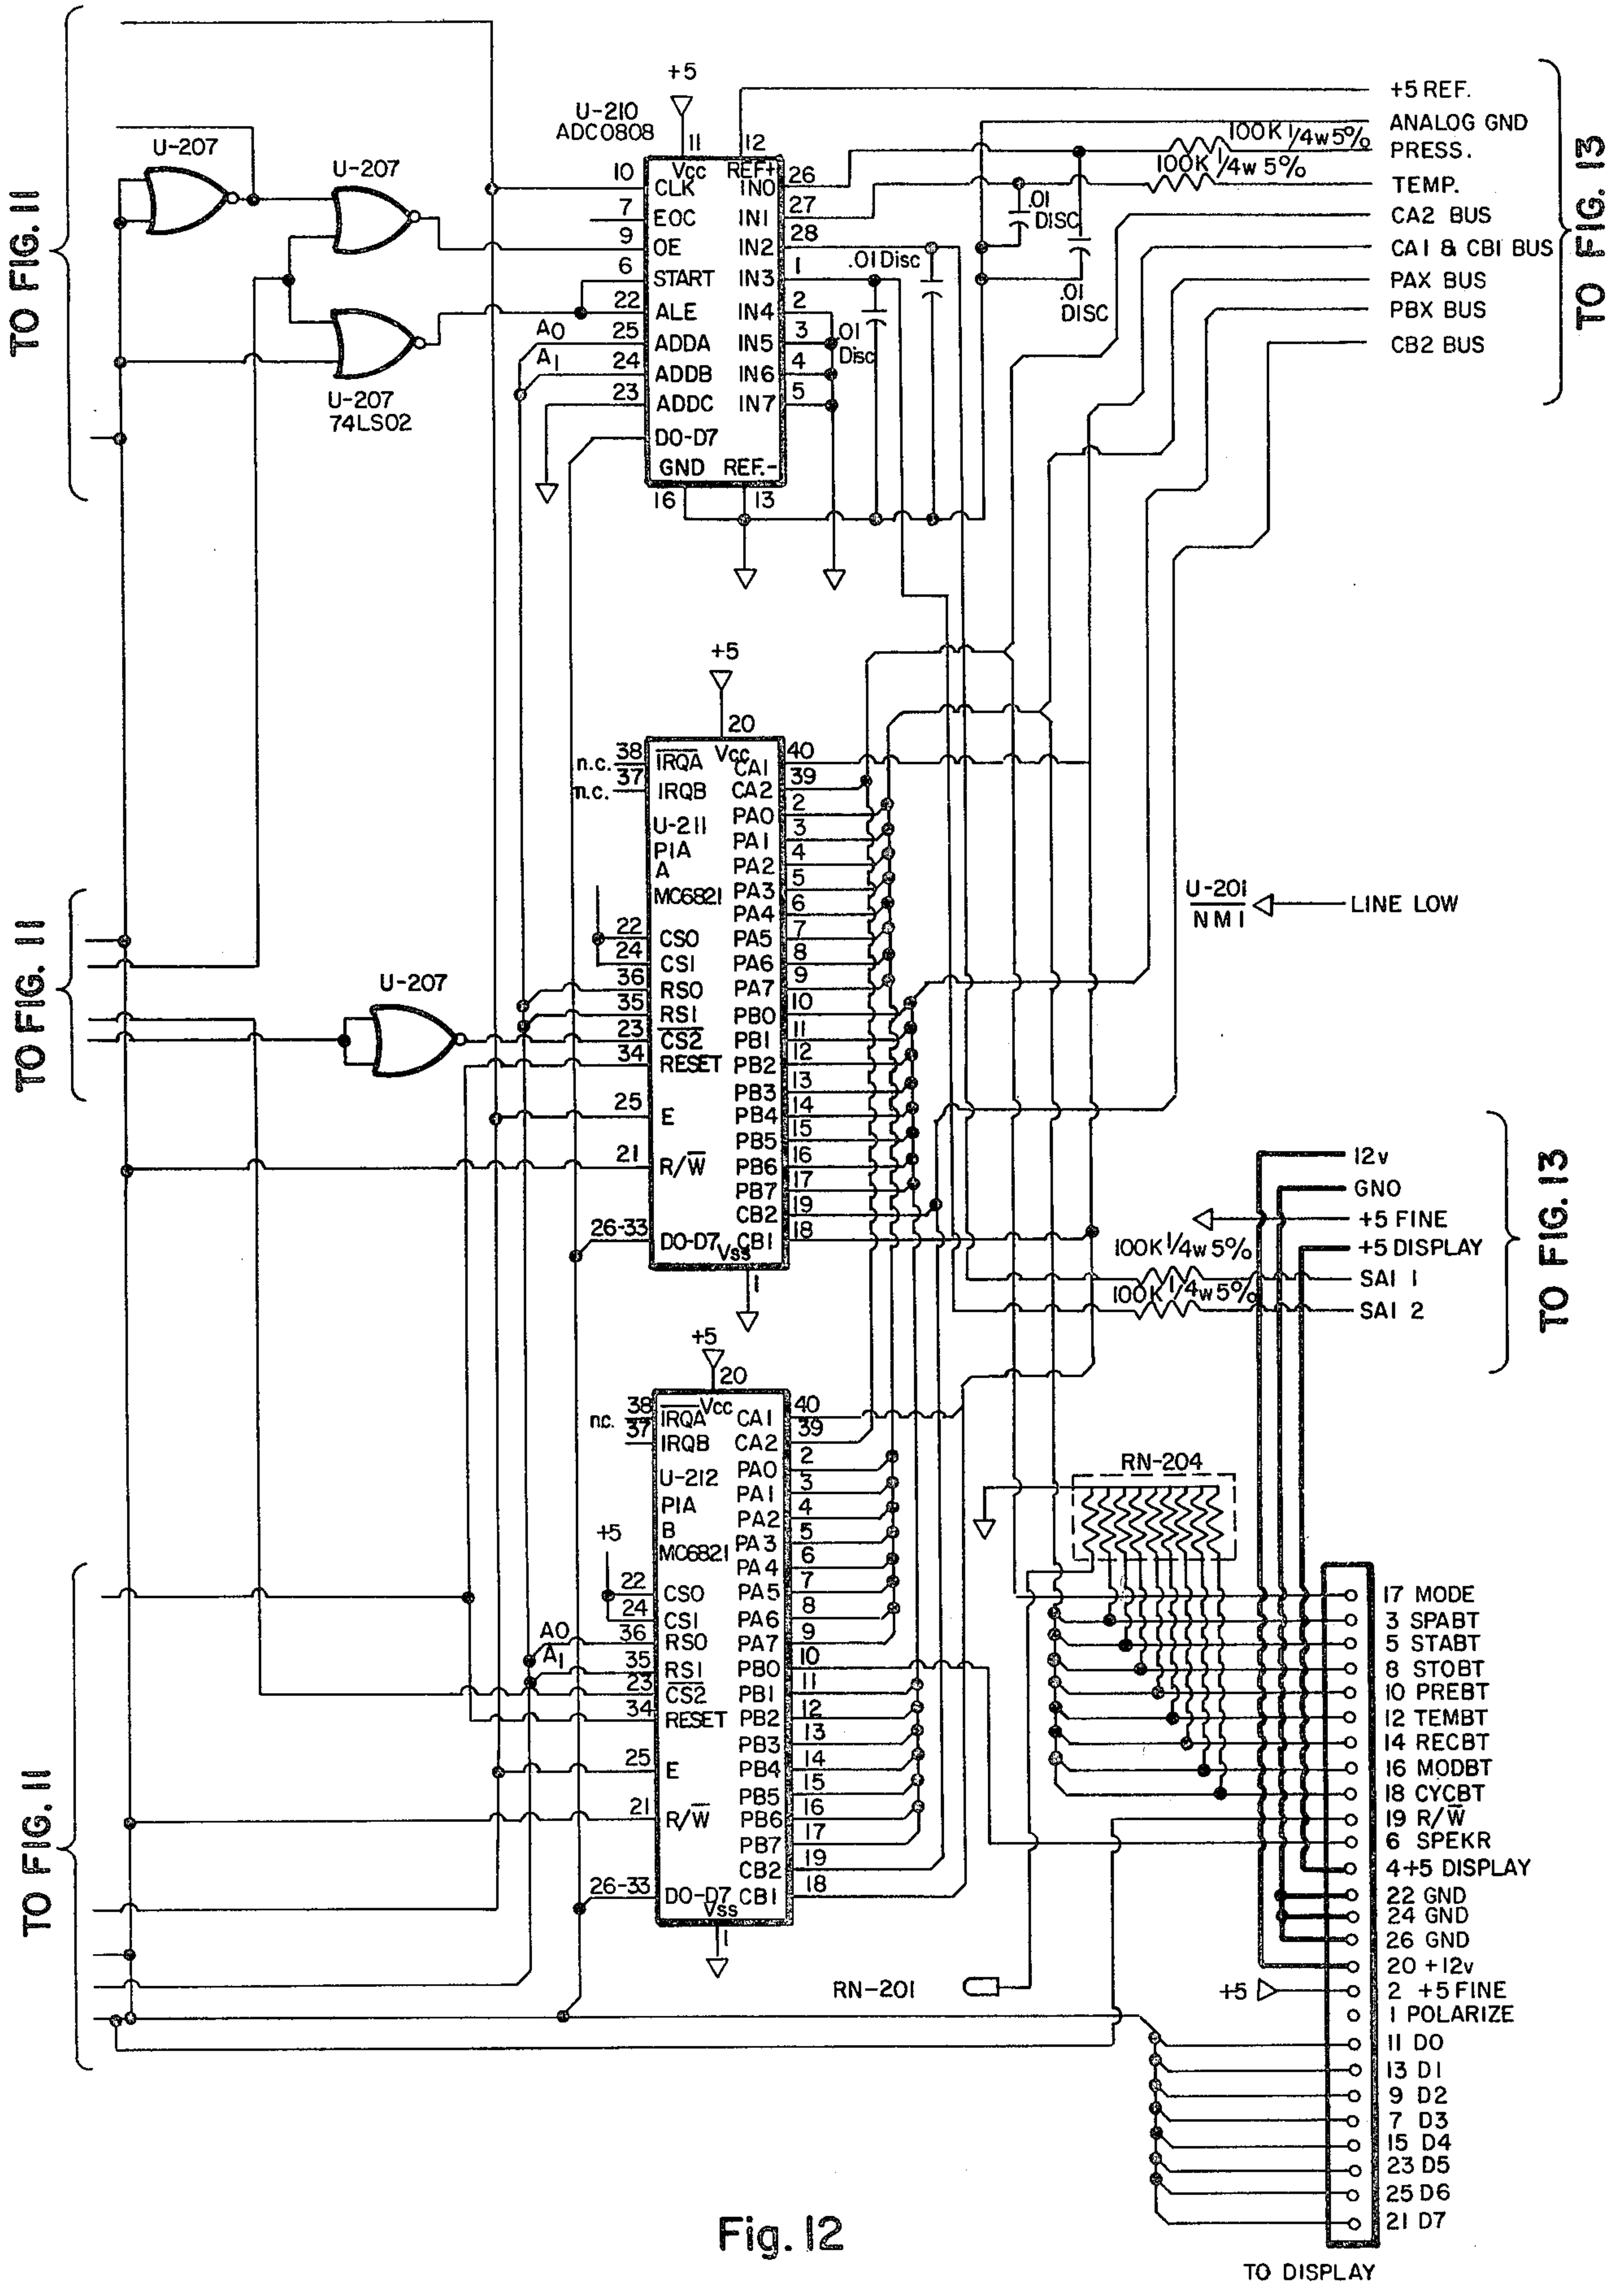 TO FIG. 11
TO FIG. 11
TO FIG. 11
U-207
U-207
U-207
74LS02
U-207
+5
U-210
ADC0808
11
12
Vcc
REF+
10
CLK
7
EOC
9
OE
6
START
22
ALE
A0
25
ADDA
A1
24
ADDB
23
ADDC
D0-D7
GND
REF.-
16
13
IN0
26
IN1
27
IN2
28
IN3
1
IN4
2
IN5
3
IN6
4
IN7
5
.01 Disc
.01
Disc
.01
DISC
.01
DISC
100K 1/4w 5%
100K 1/4w 5%
+5 REF.
ANALOG GND
PRESS.
TEMP.
CA2 BUS
CA1 & CB1 BUS
PAX BUS
PBX BUS
CB2 BUS
TO FIG. 13
+5
20
Vcc
n.c.
38
IRQA
n.c.
37
IRQB
U-211
PIA
A
MC6821
22
CS0
24
CS1
36
RS0
35
RS1
23
CS2
34
RESET
25
E
21
R/W
26-33
D0-D7
Vss
1
CA1
40
CA2
39
PA0
2
PA1
3
PA2
4
PA3
5
PA4
6
PA5
7
PA6
8
PA7
9
PB0
10
PB1
11
PB2
12
PB3
13
PB4
14
PB5
15
PB6
16
PB7
17
CB2
19
CB1
18
U-201
NMI
LINE LOW
12v
GNO
+5 FINE
+5 DISPLAY
SAI 1
SAI 2
100K 1/4w 5%
100K 1/4w 5%
TO FIG. 13
+5
20
Vcc
n.c.
38
IRQA
37
IRQB
U-212
PIA
B
MC6821
+5
22
CS0
24
CS1
A0
36
RS0
A1
35
RS1
23
CS2
34
RESET
25
E
21
R/W
26-33
D0-D7
Vss
1
CA1
40
CA2
39
PA0
2
PA1
3
PA2
4
PA3
5
PA4
6
PA5
7
PA6
8
PA7
9
PB0
10
PB1
11
PB2
12
PB3
13
PB4
14
PB5
15
PB6
16
PB7
17
CB2
19
CB1
18
RN-204
RN-201
17 MODE
3 SPABT
5 STABT
8 STOBT
10 PREBT
12 TEMBT
14 RECBT
16 MODBT
18 CYCBT
19 R/W
6 SPEKR
4 +5 DISPLAY
22 GND
24 GND
26 GND
20 +12v
+5
2 +5 FINE
1 POLARIZE
11 D0
13 D1
9 D2
7 D3
15 D4
23 D5
25 D6
21 D7
TO DISPLAY
Fig. 12